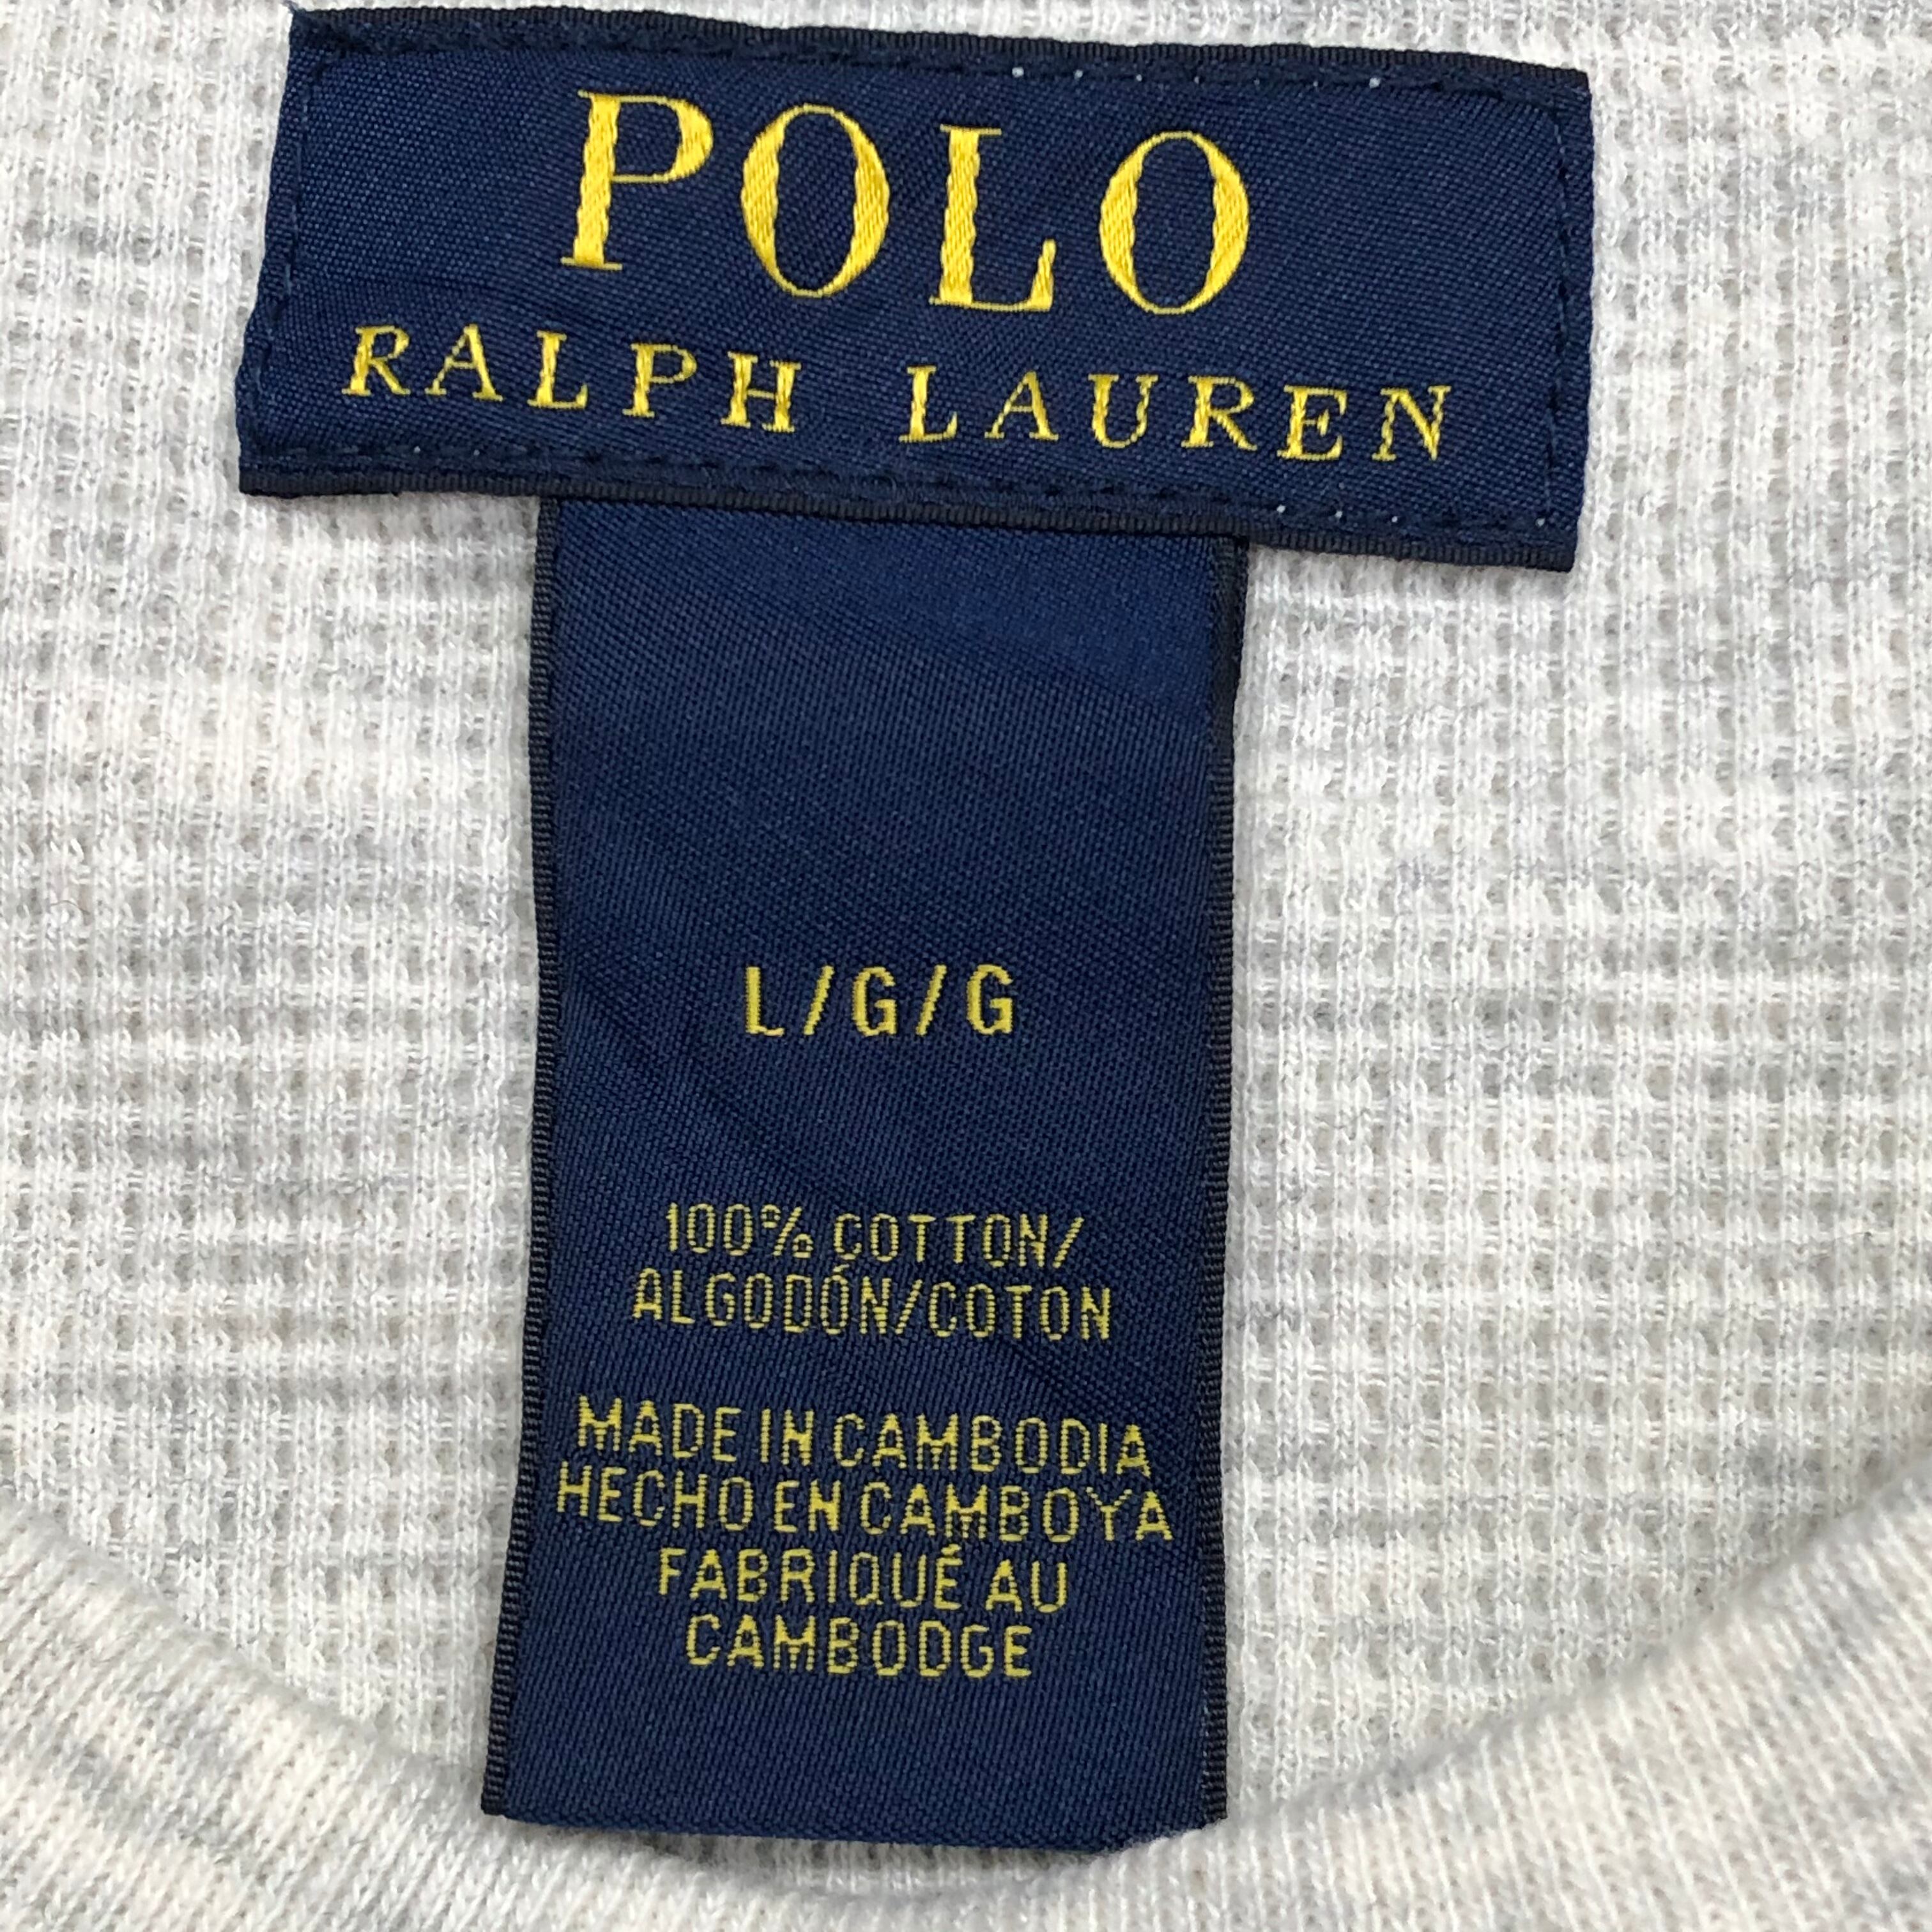 POLO
RALPH LAUREN
L/G/G
100% COTTON/
ALGODÓN/COTON
MADE IN CAMBODIA
HECHO EN CAMBOYA
FABRIQUÉ AU
CAMBODGE